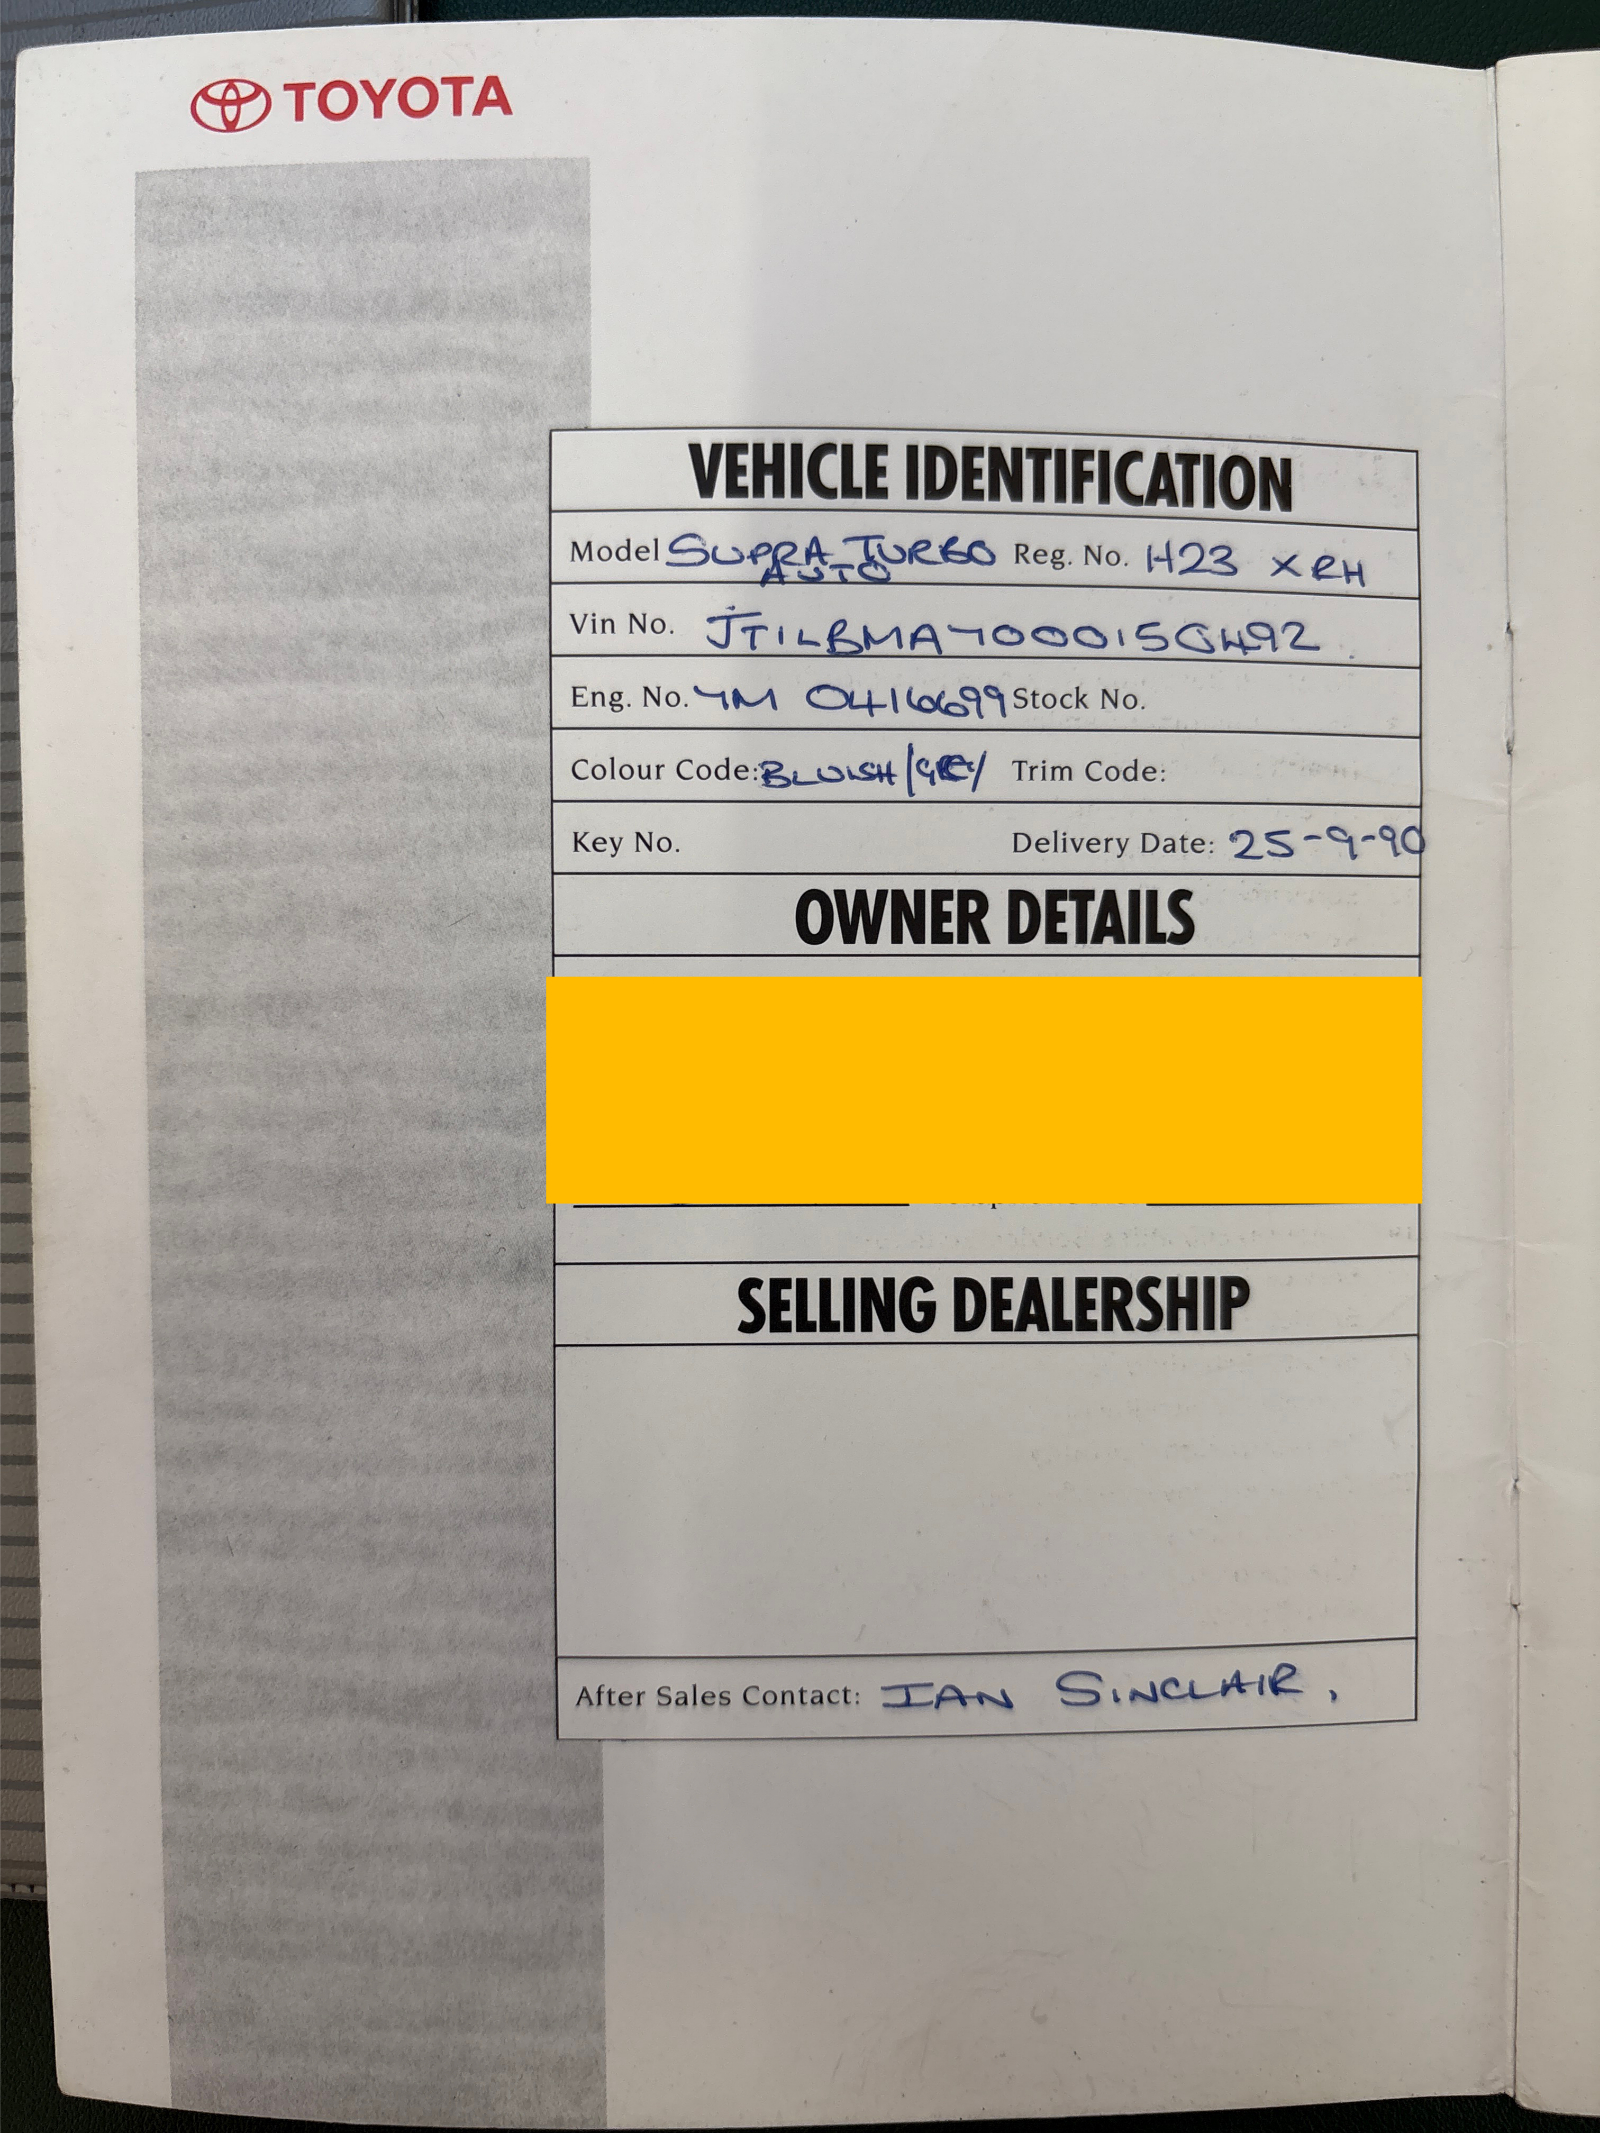 TOYOTA
VEHICLE IDENTIFICATION
Model SUPRA TURBO Reg. No. H23 XRH
AUTO
Vin No. JT1LBMA7000150492
Eng. No. 7M 0416699 Stock No.
Colour Code: BLUISH/GREY Trim Code:
Key No. Delivery Date: 25-9-90
OWNER DETAILS
SELLING DEALERSHIP
After Sales Contact: IAN SINCLAIR,